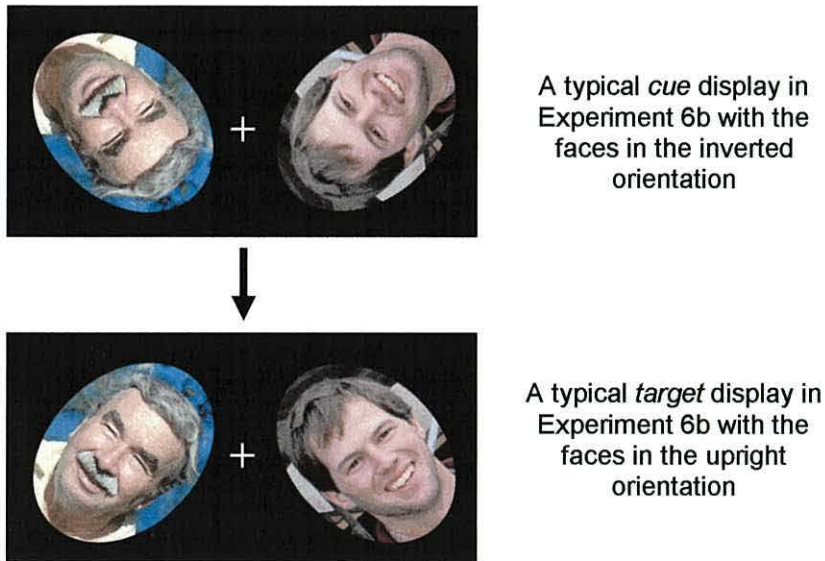 A typical cue display in
Experiment 6b with the
faces in the inverted
orientation
A typical target display in
Experiment 6b with the
faces in the upright
orientation